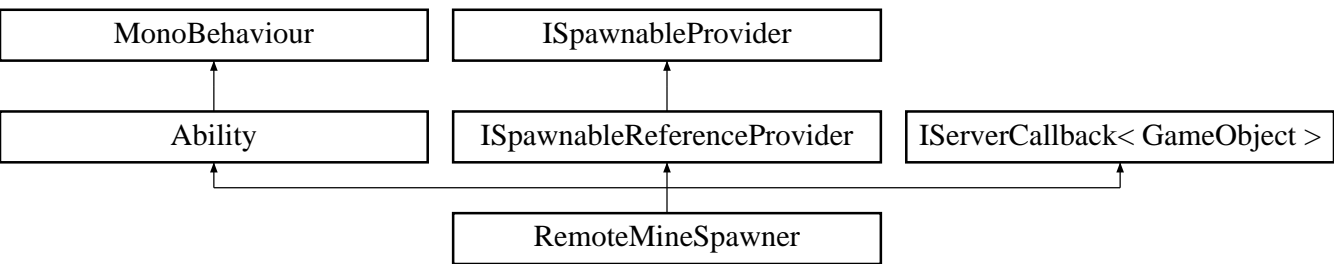 MonoBehaviour
ISpawnableProvider
Ability
ISpawnableReferenceProvider
IServerCallback< GameObject >
RemoteMineSpawner